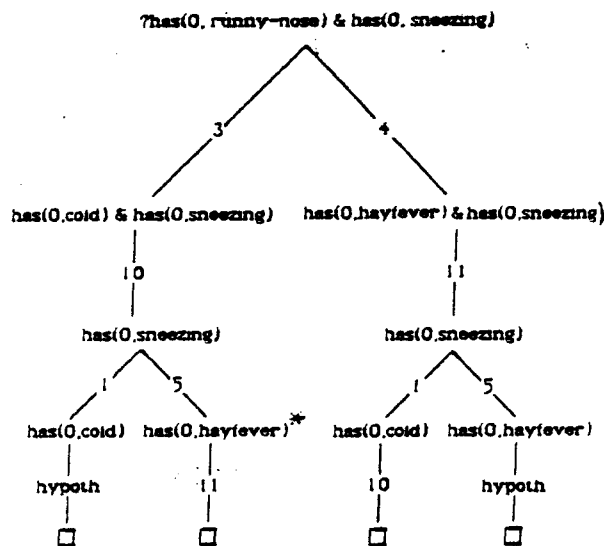 ?has(0, runny-nose) & has(0, sneezing)
3 4
has(0,cold) & has(0,sneezing) has(0,hayfever) & has(0,sneezing)
10 11
has(0,sneezing) has(0,sneezing)
1 5 1 5
has(0,cold) has(0,hayfever)* has(0,cold) has(0,hayfever)
hypoth 11 10 hypoth